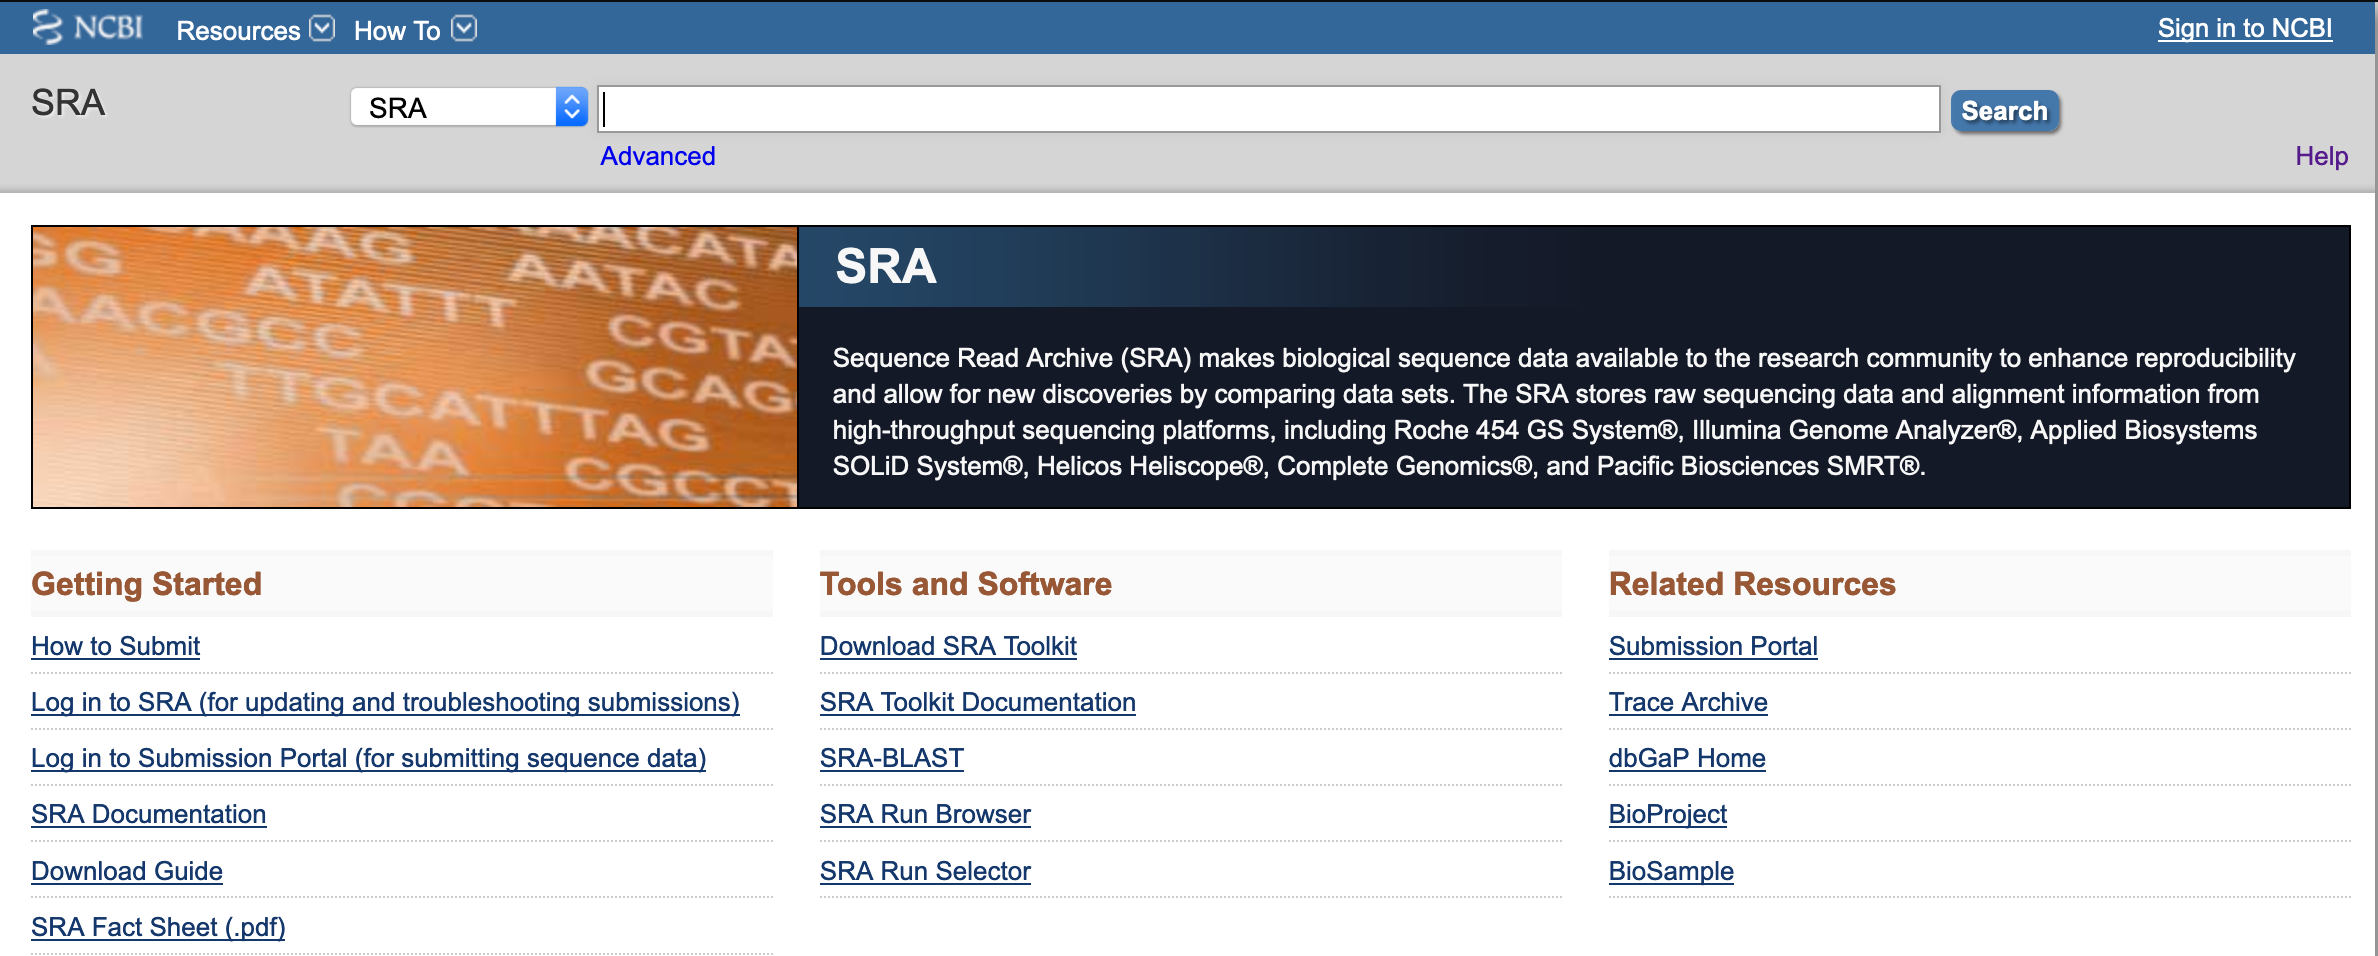 NCBI Resources How To Sign in to NCBI
SRA SRA Search
Advanced Help
AAAG AACATA
GG ATATTT AATAC
AACGCC CGTA
TTGCATTTAG GCAG
TAA CGCCT
SRA
Sequence Read Archive (SRA) makes biological sequence data available to the research community to enhance reproducibility
and allow for new discoveries by comparing data sets. The SRA stores raw sequencing data and alignment information from
high-throughput sequencing platforms, including Roche 454 GS System®, Illumina Genome Analyzer®, Applied Biosystems
SOLiD System®, Helicos Heliscope®, Complete Genomics®, and Pacific Biosciences SMRT®.
Getting Started
How to Submit
Log in to SRA (for updating and troubleshooting submissions)
Log in to Submission Portal (for submitting sequence data)
SRA Documentation
Download Guide
SRA Fact Sheet (.pdf)
Tools and Software
Download SRA Toolkit
SRA Toolkit Documentation
SRA-BLAST
SRA Run Browser
SRA Run Selector
Related Resources
Submission Portal
Trace Archive
dbGaP Home
BioProject
BioSample